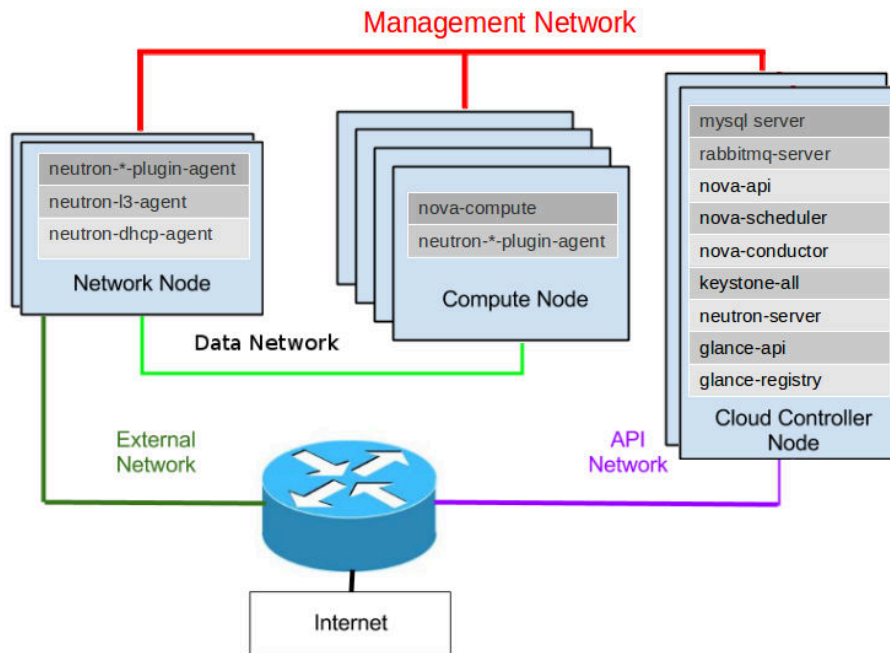 Management Network
neutron-*-plugin-agent
neutron-l3-agent
neutron-dhcp-agent
Network Node
nova-compute
neutron-*-plugin-agent
Compute Node
mysql server
rabbitmq-server
nova-api
nova-scheduler
nova-conductor
keystone-all
neutron-server
glance-api
glance-registry
Cloud Controller
Node
Data Network
External
Network
API
Network
Internet